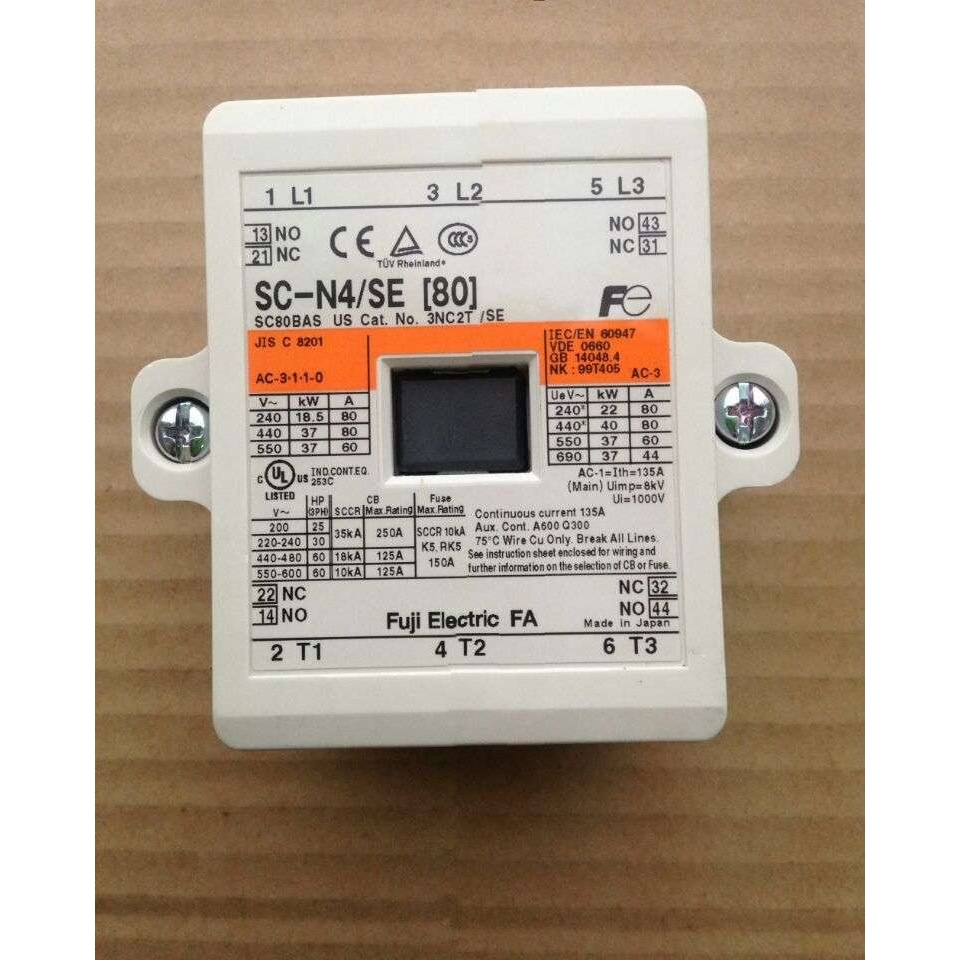 1 L1 3 L2 5 L3
13 NO NO 43
21 NC NC 31
CE TÜV Rheinland CCC S
SC-N4/SE [80] Fe
SC80BAS US Cat. No. 3NC2T /SE
JIS C 8201
AC-3·1·1-0
IEC/EN 60947
VDE 0660
GB 14048.4
NK : 99T405 AC-3
V~ kW A
240 18.5 80
440 37 80
550 37 60
Ue V~ kW A
240* 22 80
440* 40 80
550 37 60
690 37 44
C UL US LISTED IND.CONT.EQ. 253C
AC-1=Ith=135A
(Main) Uimp=8kV
Ui=1000V
V~ HP (3PH) SCCR CB Max.Rating Fuse Max.Rating
200 25 35kA 250A SCCR 10kA
220-240 30 K5, RK5
440-480 60 18kA 125A 150A
550-600 60 10kA 125A
Continuous current 135A
Aux. Cont. A600 Q300
75°C Wire Cu Only. Break All Lines.
See instruction sheet enclosed for wiring and
further information on the selection of CB or Fuse.
22 NC NC 32
14 NO NO 44
Fuji Electric FA Made in Japan
2 T1 4 T2 6 T3